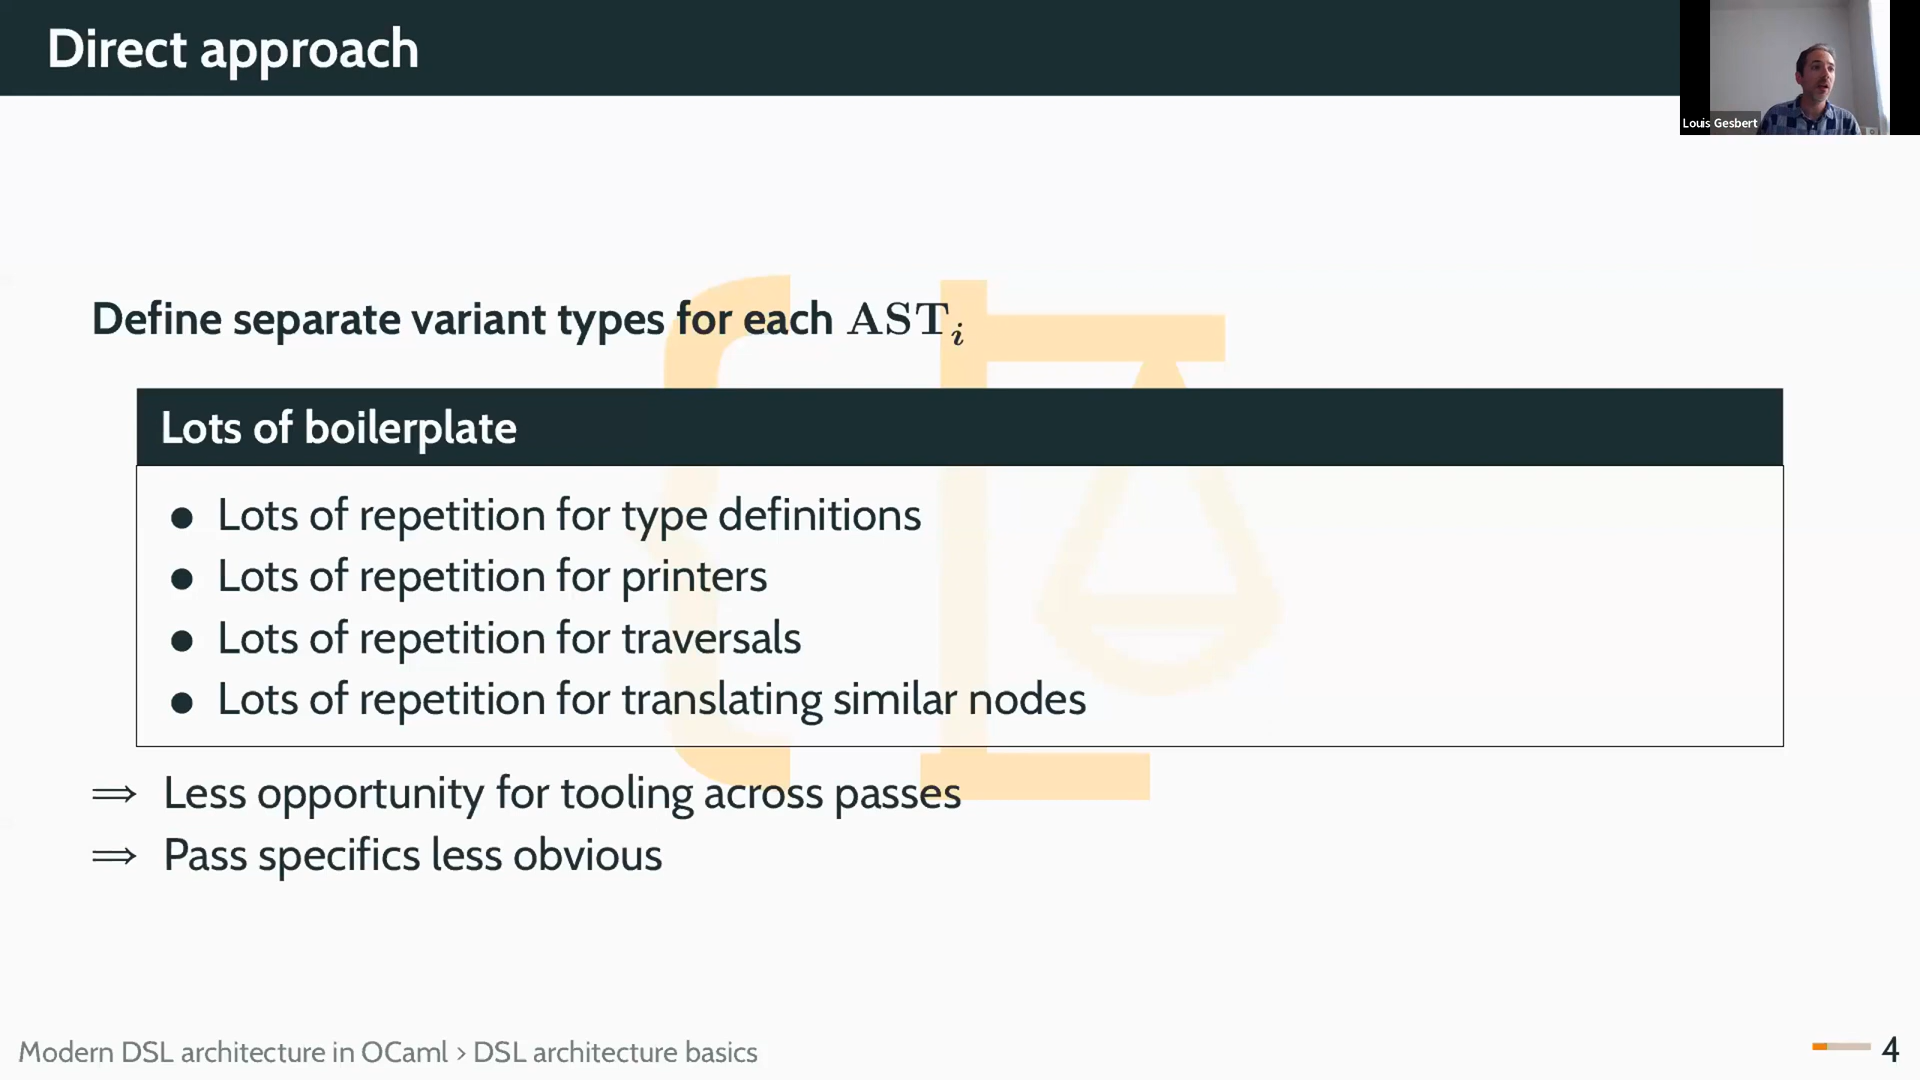 Direct approach
Louis Gesbert
Define separate variant types for each ASTᵢ
Lots of boilerplate
● Lots of repetition for type definitions
● Lots of repetition for printers
● Lots of repetition for traversals
● Lots of repetition for translating similar nodes
⟹ Less opportunity for tooling across passes
⟹ Pass specifics less obvious
Modern DSL architecture in OCaml › DSL architecture basics
4